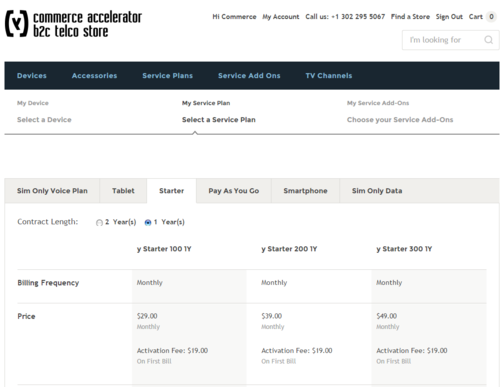 (y) commerce accelerator
b2c telco store
Hi Commerce My Account Call us: +1 302 295 5067 Find a Store Sign Out Cart 0
I'm looking for
Devices Accessories Service Plans Service Add Ons TV Channels
My Device My Service Plan My Service Add-Ons
Select a Device Select a Service Plan Choose your Service Add-Ons
Sim Only Voice Plan Tablet Starter Pay As You Go Smartphone Sim Only Data
Contract Length: 2 Year(s) 1 Year(s)
y Starter 100 1Y y Starter 200 1Y y Starter 300 1Y
Billing Frequency Monthly Monthly Monthly
Price $29.00 $39.00 $49.00
Monthly Monthly Monthly
Activation Fee: $19.00 Activation Fee: $19.00 Activation Fee: $19.00
On First Bill On First Bill On First Bill